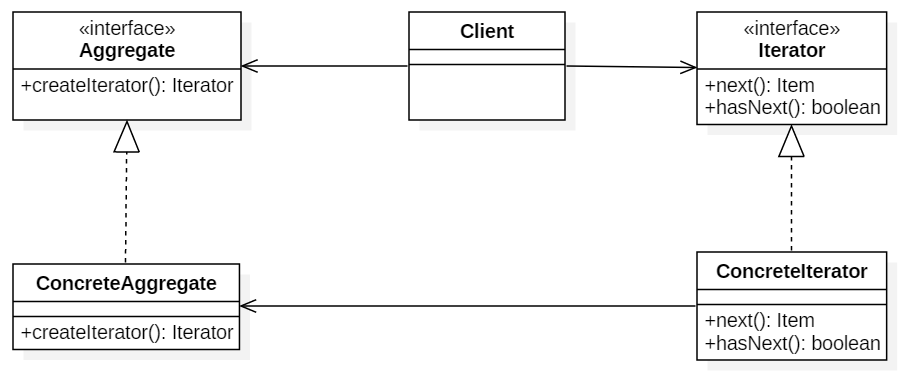 «interface»
Aggregate
+createIterator(): Iterator
Client
«interface»
Iterator
+next(): Item
+hasNext(): boolean
ConcreteAggregate
+createIterator(): Iterator
ConcreteIterator
+next(): Item
+hasNext(): boolean